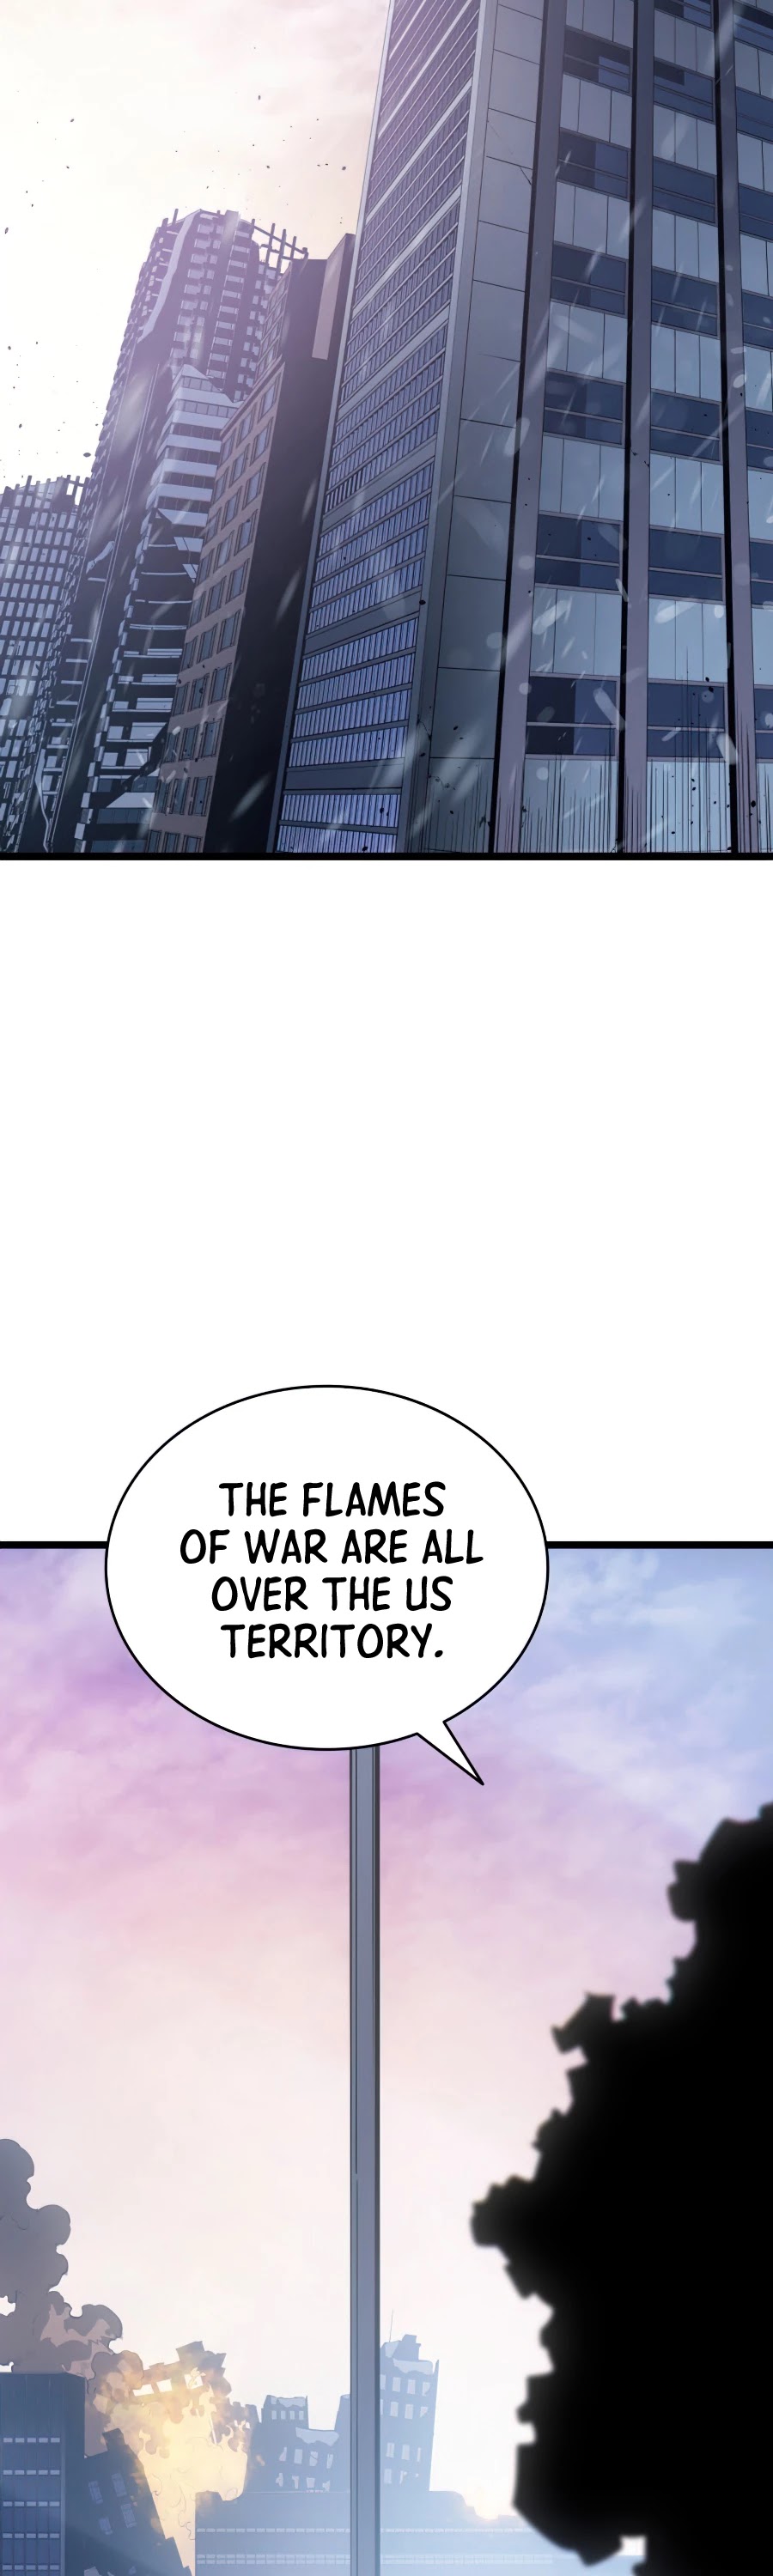 THE FLAMES
OF WAR ARE ALL
OVER THE US
TERRITORY.